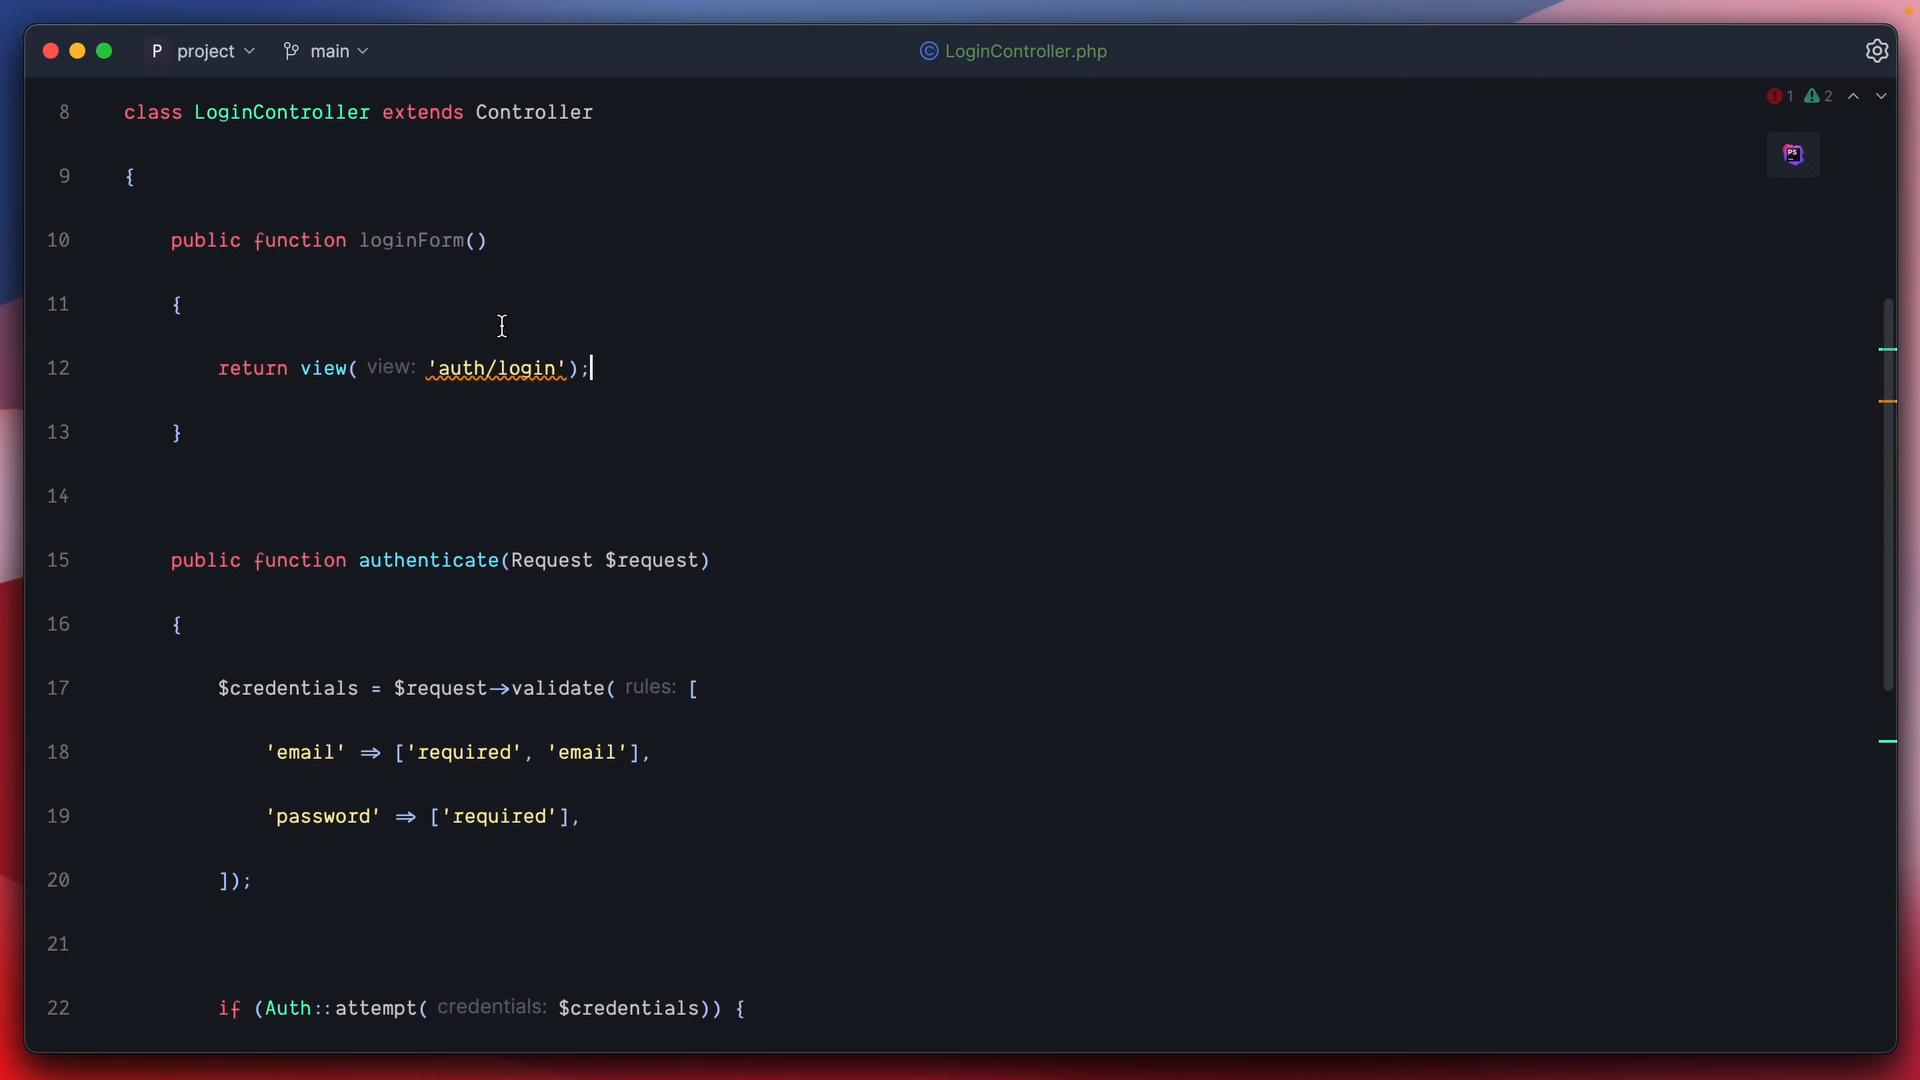 P project main LoginController.php
8 class LoginController extends Controller 1 2
9 {
PS
10 public function loginForm()
11 {
12 return view( view: 'auth/login');
13 }
14
15 public function authenticate(Request $request)
16 {
17 $credentials = $request->validate( rules: [
18 'email' => ['required', 'email'],
19 'password' => ['required'],
20 ]);
21
22 if (Auth::attempt( credentials: $credentials)) {